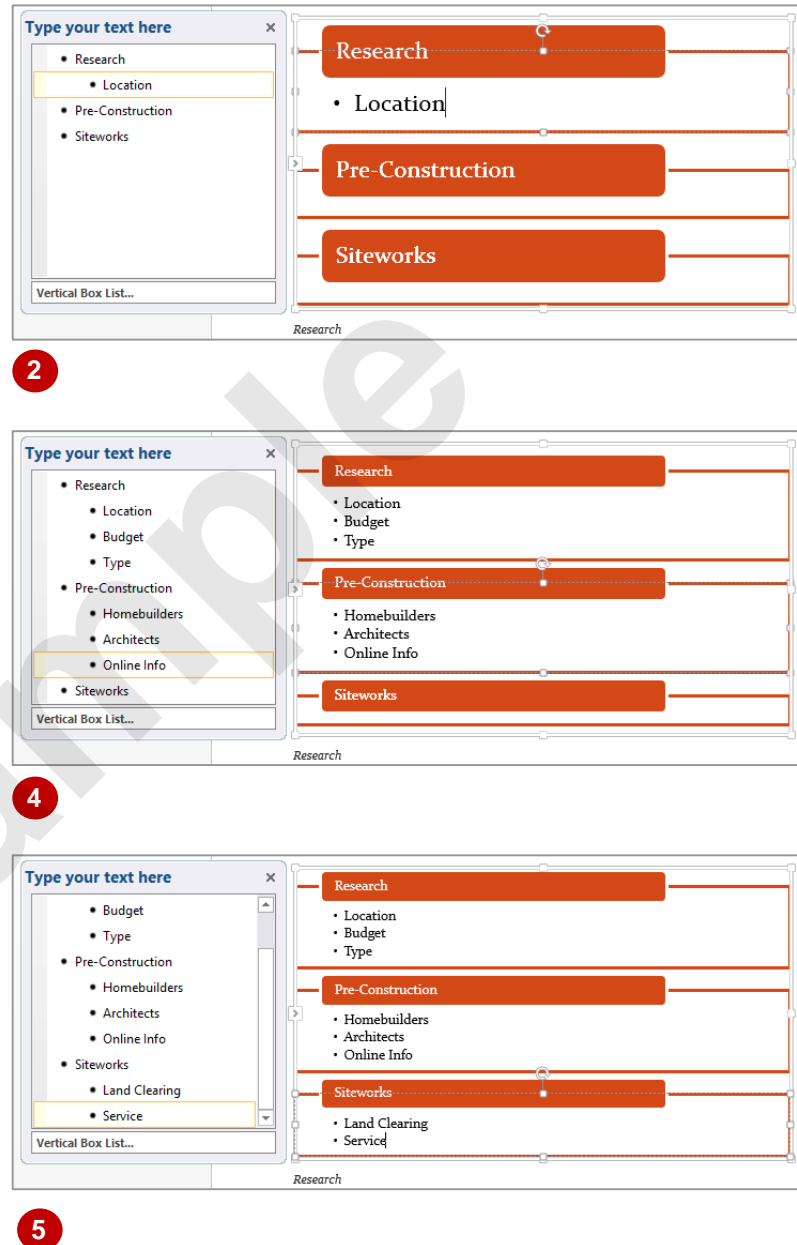 Type your text here ×
• Research
• Location
• Pre-Construction
• Siteworks
Vertical Box List...
Research
• Location
Pre-Construction
Siteworks
Research
2
Type your text here ×
• Research
• Location
• Budget
• Type
• Pre-Construction
• Homebuilders
• Architects
• Online Info
• Siteworks
Vertical Box List...
Research
• Location
• Budget
• Type
Pre-Construction
• Homebuilders
• Architects
• Online Info
Siteworks
Research
4
Type your text here ×
• Budget
• Type
• Pre-Construction
• Homebuilders
• Architects
• Online Info
• Siteworks
• Land Clearing
• Service
Vertical Box List...
Research
• Location
• Budget
• Type
Pre-Construction
• Homebuilders
• Architects
• Online Info
Siteworks
• Land Clearing
• Service
Research
5